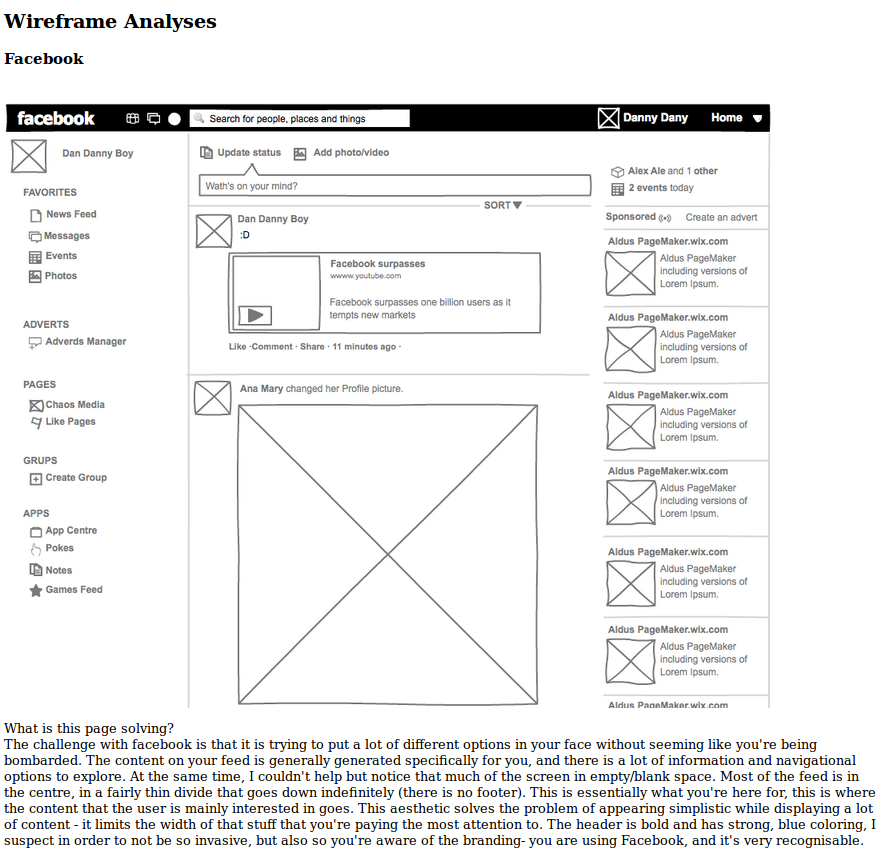 Wireframe Analyses
Facebook
facebook
Search for people, places and things
Danny Dany
Home
Dan Danny Boy
FAVORITES
News Feed
Messages
Events
Photos
ADVERTS
Adverds Manager
PAGES
Chaos Media
Like Pages
GRUPS
Create Group
APPS
App Centre
Pokes
Notes
Games Feed
Update status
Add photo/video
Wath's on your mind?
SORT
Dan Danny Boy
:D
Facebook surpasses
wwww.youtube.com
Facebook surpasses one billion users as it
tempts new markets
Like ·Comment · Share · 11 minutes ago ·
Ana Mary changed her Profile picture.
Alex Ale and 1 other
2 events today
Sponsored
Create an advert
Aldus PageMaker.wix.com
Aldus PageMaker
including versions of
Lorem Ipsum.
Aldus PageMaker.wix.com
Aldus PageMaker
including versions of
Lorem Ipsum.
Aldus PageMaker.wix.com
Aldus PageMaker
including versions of
Lorem Ipsum.
Aldus PageMaker.wix.com
Aldus PageMaker
including versions of
Lorem Ipsum.
Aldus PageMaker.wix.com
Aldus PageMaker
including versions of
Lorem Ipsum.
Aldus PageMaker.wix.com
Aldus PageMaker
including versions of
Lorem Ipsum.
Aldus PageMaker.wix.com
What is this page solving?
The challenge with facebook is that it is trying to put a lot of different options in your face without seeming like you're being
bombarded. The content on your feed is generally generated specifically for you, and there is a lot of information and navigational
options to explore. At the same time, I couldn't help but notice that much of the screen in empty/blank space. Most of the feed is in
the centre, in a fairly thin divide that goes down indefinitely (there is no footer). This is essentially what you're here for, this is where
the content that the user is mainly interested in goes. This aesthetic solves the problem of appearing simplistic while displaying a lot
of content - it limits the width of that stuff that you're paying the most attention to. The header is bold and has strong, blue coloring, I
suspect in order to not be so invasive, but also so you're aware of the branding- you are using Facebook, and it's very recognisable.